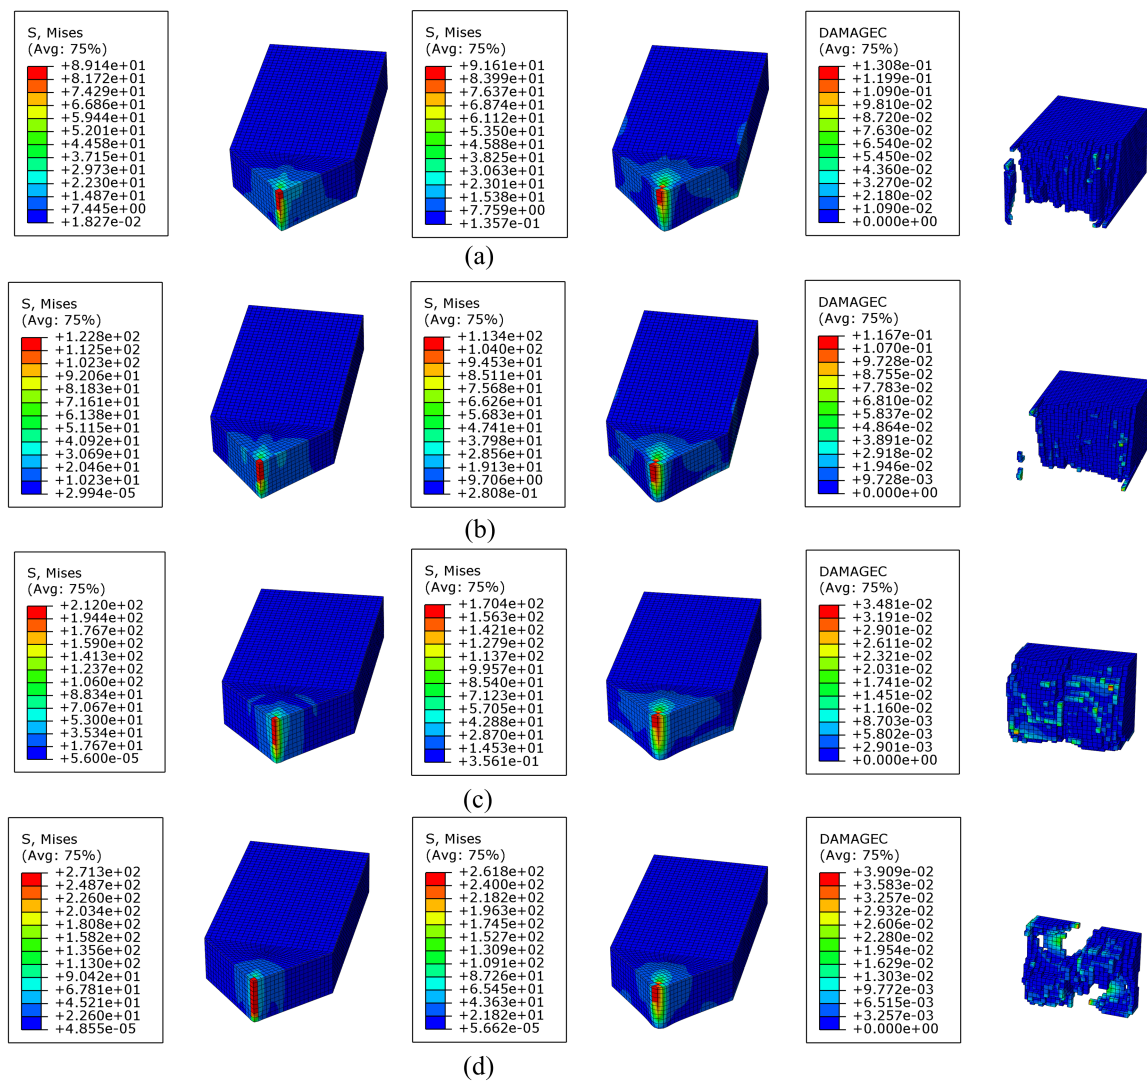 S, Mises
(Avg: 75%)
+8.914e+01
+8.172e+01
+7.429e+01
+6.686e+01
+5.944e+01
+5.201e+01
+4.458e+01
+3.715e+01
+2.973e+01
+2.230e+01
+1.487e+01
+7.445e+00
+1.827e-02
S, Mises
(Avg: 75%)
+9.161e+01
+8.399e+01
+7.637e+01
+6.874e+01
+6.112e+01
+5.350e+01
+4.588e+01
+3.825e+01
+3.063e+01
+2.301e+01
+1.538e+01
+7.759e+00
+1.357e-01
DAMAGEC
(Avg: 75%)
+1.308e-01
+1.199e-01
+1.090e-01
+9.810e-02
+8.720e-02
+7.630e-02
+6.540e-02
+5.450e-02
+4.360e-02
+3.270e-02
+2.180e-02
+1.090e-02
+0.000e+00
(a)
S, Mises
(Avg: 75%)
+1.228e+02
+1.125e+02
+1.023e+02
+9.206e+01
+8.183e+01
+7.161e+01
+6.138e+01
+5.115e+01
+4.092e+01
+3.069e+01
+2.046e+01
+1.023e+01
+2.994e-05
S, Mises
(Avg: 75%)
+1.134e+02
+1.040e+02
+9.453e+01
+8.511e+01
+7.568e+01
+6.626e+01
+5.683e+01
+4.741e+01
+3.798e+01
+2.856e+01
+1.913e+01
+9.706e+00
+2.808e-01
DAMAGEC
(Avg: 75%)
+1.167e-01
+1.070e-01
+9.728e-02
+8.755e-02
+7.783e-02
+6.810e-02
+5.837e-02
+4.864e-02
+3.891e-02
+2.918e-02
+1.946e-02
+9.728e-03
+0.000e+00
(b)
S, Mises
(Avg: 75%)
+2.120e+02
+1.944e+02
+1.767e+02
+1.590e+02
+1.413e+02
+1.237e+02
+1.060e+02
+8.834e+01
+7.067e+01
+5.300e+01
+3.534e+01
+1.767e+01
+5.600e-05
S, Mises
(Avg: 75%)
+1.704e+02
+1.563e+02
+1.421e+02
+1.279e+02
+1.137e+02
+9.957e+01
+8.540e+01
+7.123e+01
+5.705e+01
+4.288e+01
+2.870e+01
+1.453e+01
+3.561e-01
DAMAGEC
(Avg: 75%)
+3.481e-02
+3.191e-02
+2.901e-02
+2.611e-02
+2.321e-02
+2.031e-02
+1.741e-02
+1.451e-02
+1.160e-02
+8.703e-03
+5.802e-03
+2.901e-03
+0.000e+00
(c)
S, Mises
(Avg: 75%)
+2.713e+02
+2.487e+02
+2.260e+02
+2.034e+02
+1.808e+02
+1.582e+02
+1.356e+02
+1.130e+02
+9.042e+01
+6.781e+01
+4.521e+01
+2.260e+01
+4.855e-05
S, Mises
(Avg: 75%)
+2.618e+02
+2.400e+02
+2.182e+02
+1.963e+02
+1.745e+02
+1.527e+02
+1.309e+02
+1.091e+02
+8.726e+01
+6.545e+01
+4.363e+01
+2.182e+01
+5.662e-05
DAMAGEC
(Avg: 75%)
+3.909e-02
+3.583e-02
+3.257e-02
+2.932e-02
+2.606e-02
+2.280e-02
+1.954e-02
+1.629e-02
+1.303e-02
+9.772e-03
+6.515e-03
+3.257e-03
+0.000e+00
(d)